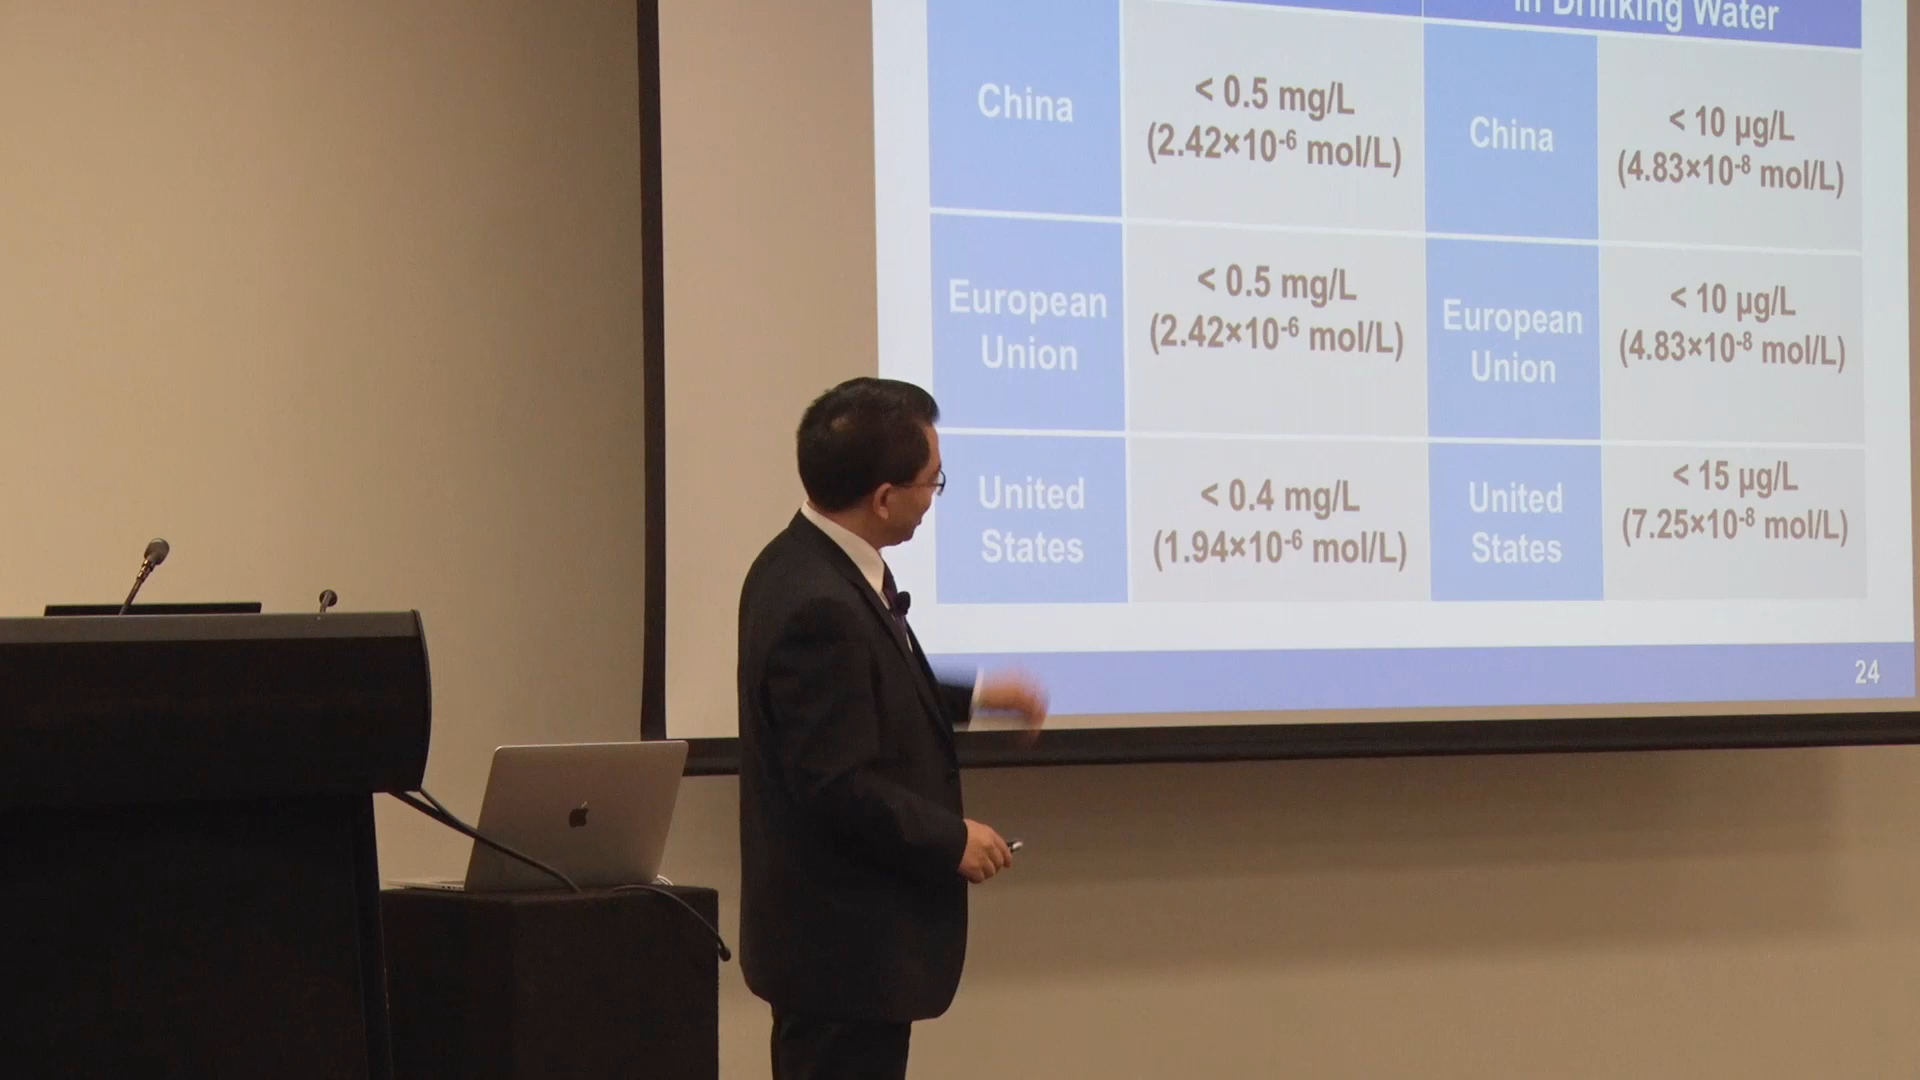 in Drinking Water
China
< 0.5 mg/L
(2.42×10⁻⁶ mol/L)
China
< 10 µg/L
(4.83×10⁻⁸ mol/L)
European
Union
< 0.5 mg/L
(2.42×10⁻⁶ mol/L)
European
Union
< 10 µg/L
(4.83×10⁻⁸ mol/L)
United
States
< 0.4 mg/L
(1.94×10⁻⁶ mol/L)
United
States
< 15 µg/L
(7.25×10⁻⁸ mol/L)
24